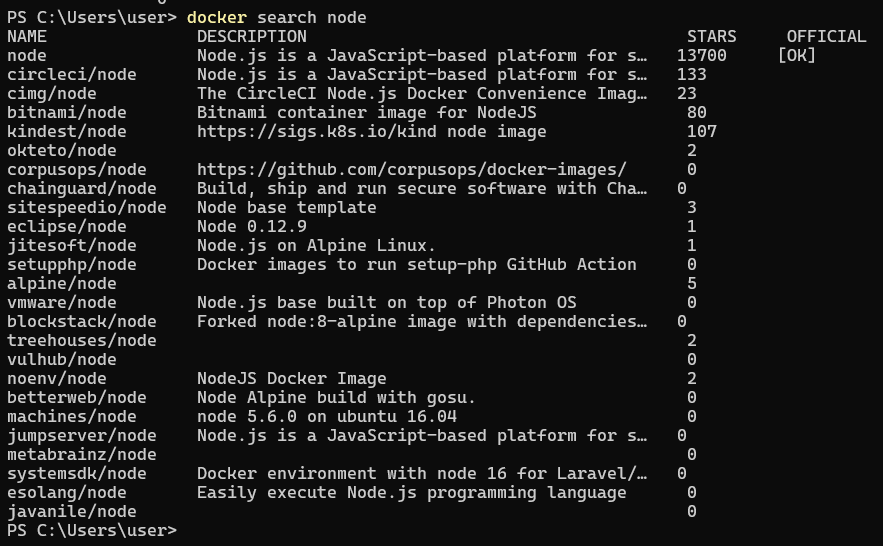 PS C:\Users\user> docker search node
NAME                DESCRIPTION                                      STARS     OFFICIAL
node                Node.js is a JavaScript-based platform for s…   13700     [OK]
circleci/node       Node.js is a JavaScript-based platform for s…   133
cimg/node           The CircleCI Node.js Docker Convenience Imag…   23
bitnami/node        Bitnami container image for NodeJS               80
kindest/node        https://sigs.k8s.io/kind node image              107
okteto/node                                                          2
corpusops/node      https://github.com/corpusops/docker-images/      0
chainguard/node     Build, ship and run secure software with Cha…   0
sitespeedio/node    Node base template                               3
eclipse/node        Node 0.12.9                                      1
jitesoft/node       Node.js on Alpine Linux.                         1
setupphp/node       Docker images to run setup-php GitHub Action     0
alpine/node                                                          5
vmware/node         Node.js base built on top of Photon OS           0
blockstack/node     Forked node:8-alpine image with dependencies…   0
treehouses/node                                                      2
vulhub/node                                                          0
noenv/node          NodeJS Docker Image                              2
betterweb/node      Node Alpine build with gosu.                     0
machines/node       node 5.6.0 on ubuntu 16.04                       0
jumpserver/node     Node.js is a JavaScript-based platform for s…   0
metabrainz/node                                                      0
systemsdk/node      Docker environment with node 16 for Laravel/…   0
esolang/node        Easily execute Node.js programming language      0
javanile/node                                                        0
PS C:\Users\user>